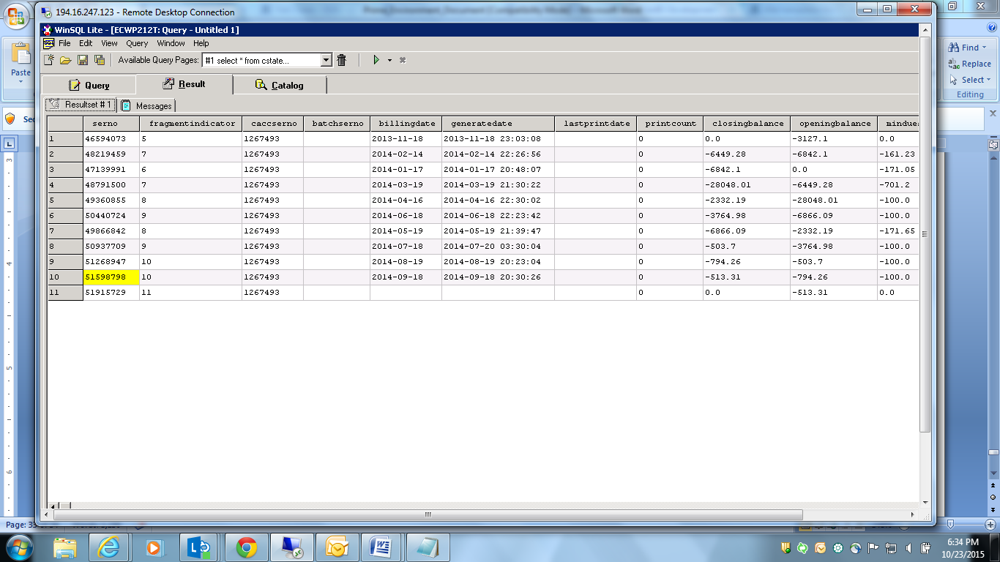 194.16.247.123 - Remote Desktop Connection
WinSQL Lite - [ECWP212T: Query - Untitled 1]
File Edit View Query Window Help
Available Query Pages: #1 select * from cstate...
Query Result Catalog
Resultset # 1 Messages
serno fragmentindicator caccserno batchserno billingdate generatedate lastprintdate printcount closingbalance openingbalance mindue
1 46594073 5 1267493 2013-11-18 2013-11-18 23:03:08 0 0.0 -3127.1 0.0
2 48219459 7 1267493 2014-02-14 2014-02-14 22:26:56 0 -6449.28 -6842.1 -161.23
3 47139991 6 1267493 2014-01-17 2014-01-17 20:48:07 0 -6842.1 0.0 -171.05
4 48791500 7 1267493 2014-03-19 2014-03-19 21:30:22 0 -28048.01 -6449.28 -701.2
5 49360855 8 1267493 2014-04-16 2014-04-16 22:30:02 0 -2332.19 -28048.01 -100.0
6 50440724 9 1267493 2014-06-18 2014-06-18 22:23:42 0 -3764.98 -6866.09 -100.0
7 49866842 8 1267493 2014-05-19 2014-05-19 21:39:47 0 -6866.09 -2332.19 -171.65
8 50937709 9 1267493 2014-07-18 2014-07-20 03:30:04 0 -503.7 -3764.98 -100.0
9 51268947 10 1267493 2014-08-19 2014-08-19 20:23:04 0 -794.26 -503.7 -100.0
10 51598798 10 1267493 2014-09-18 2014-09-18 20:30:26 0 -513.31 -794.26 -100.0
11 51915729 11 1267493 0 0.0 -513.31 0.0
Paste
Sec
Find
Replace
Select
Editing
3
4
5
6
Page: 33
6:34 PM
10/23/2015